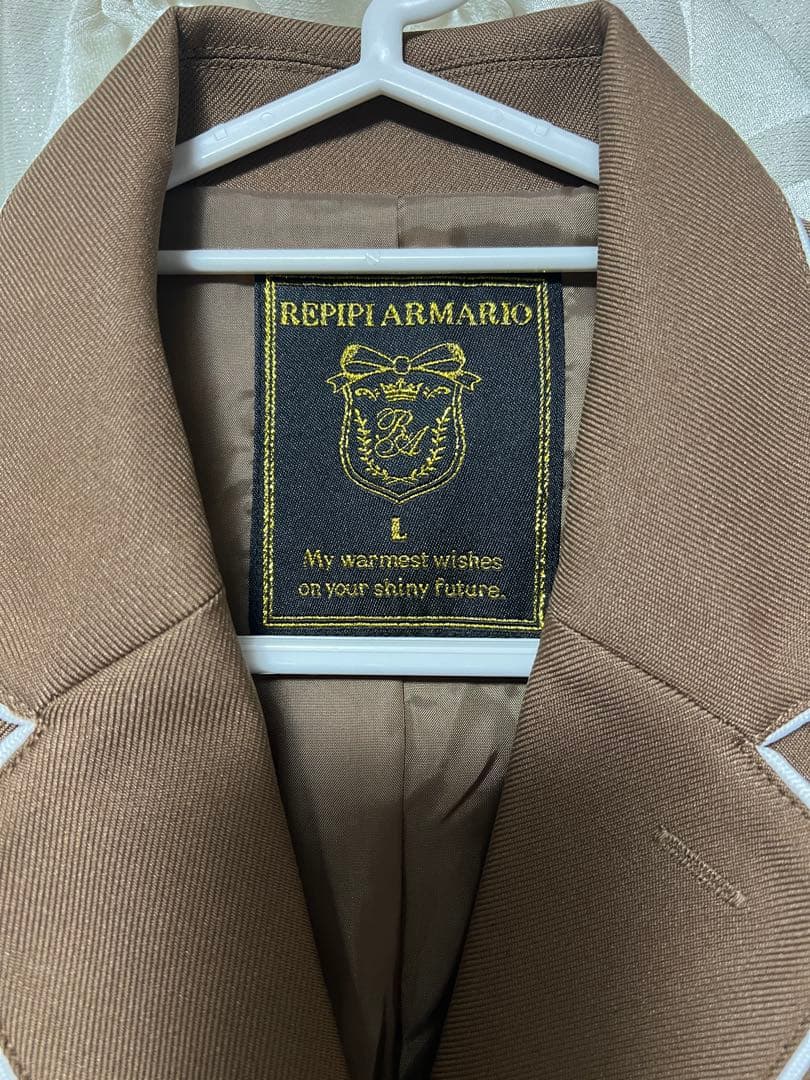 REPIPI ARMARIO
RA
L
My warmest wishes
on your shiny future.